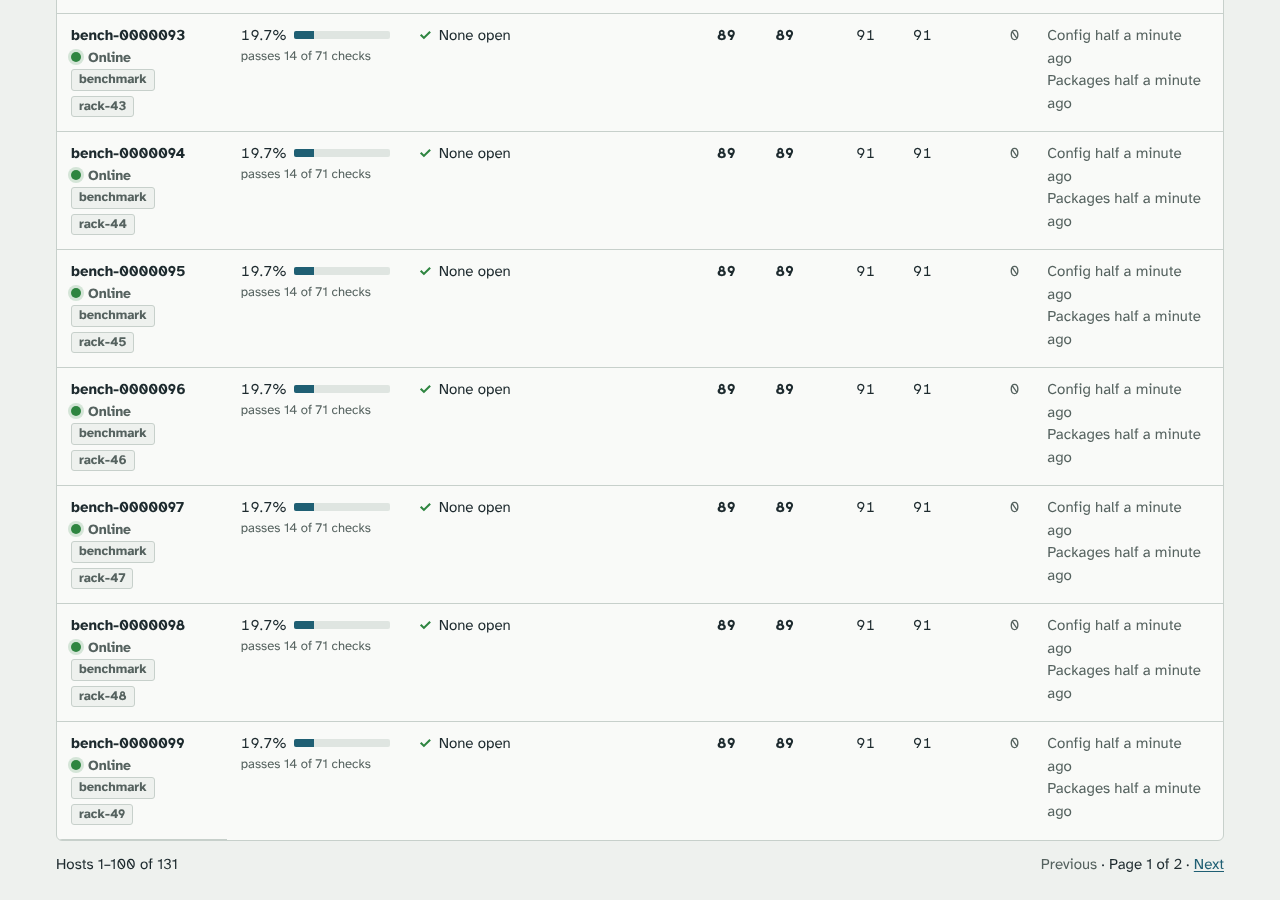 bench-0000093 19.7% None open 89 89 91 91 0 Config half a minute
Online passes 14 of 71 checks ago
benchmark Packages half a minute
rack-43 ago
bench-0000094 19.7% None open 89 89 91 91 0 Config half a minute
Online passes 14 of 71 checks ago
benchmark Packages half a minute
rack-44 ago
bench-0000095 19.7% None open 89 89 91 91 0 Config half a minute
Online passes 14 of 71 checks ago
benchmark Packages half a minute
rack-45 ago
bench-0000096 19.7% None open 89 89 91 91 0 Config half a minute
Online passes 14 of 71 checks ago
benchmark Packages half a minute
rack-46 ago
bench-0000097 19.7% None open 89 89 91 91 0 Config half a minute
Online passes 14 of 71 checks ago
benchmark Packages half a minute
rack-47 ago
bench-0000098 19.7% None open 89 89 91 91 0 Config half a minute
Online passes 14 of 71 checks ago
benchmark Packages half a minute
rack-48 ago
bench-0000099 19.7% None open 89 89 91 91 0 Config half a minute
Online passes 14 of 71 checks ago
benchmark Packages half a minute
rack-49 ago
Hosts 1–100 of 131 Previous · Page 1 of 2 · Next